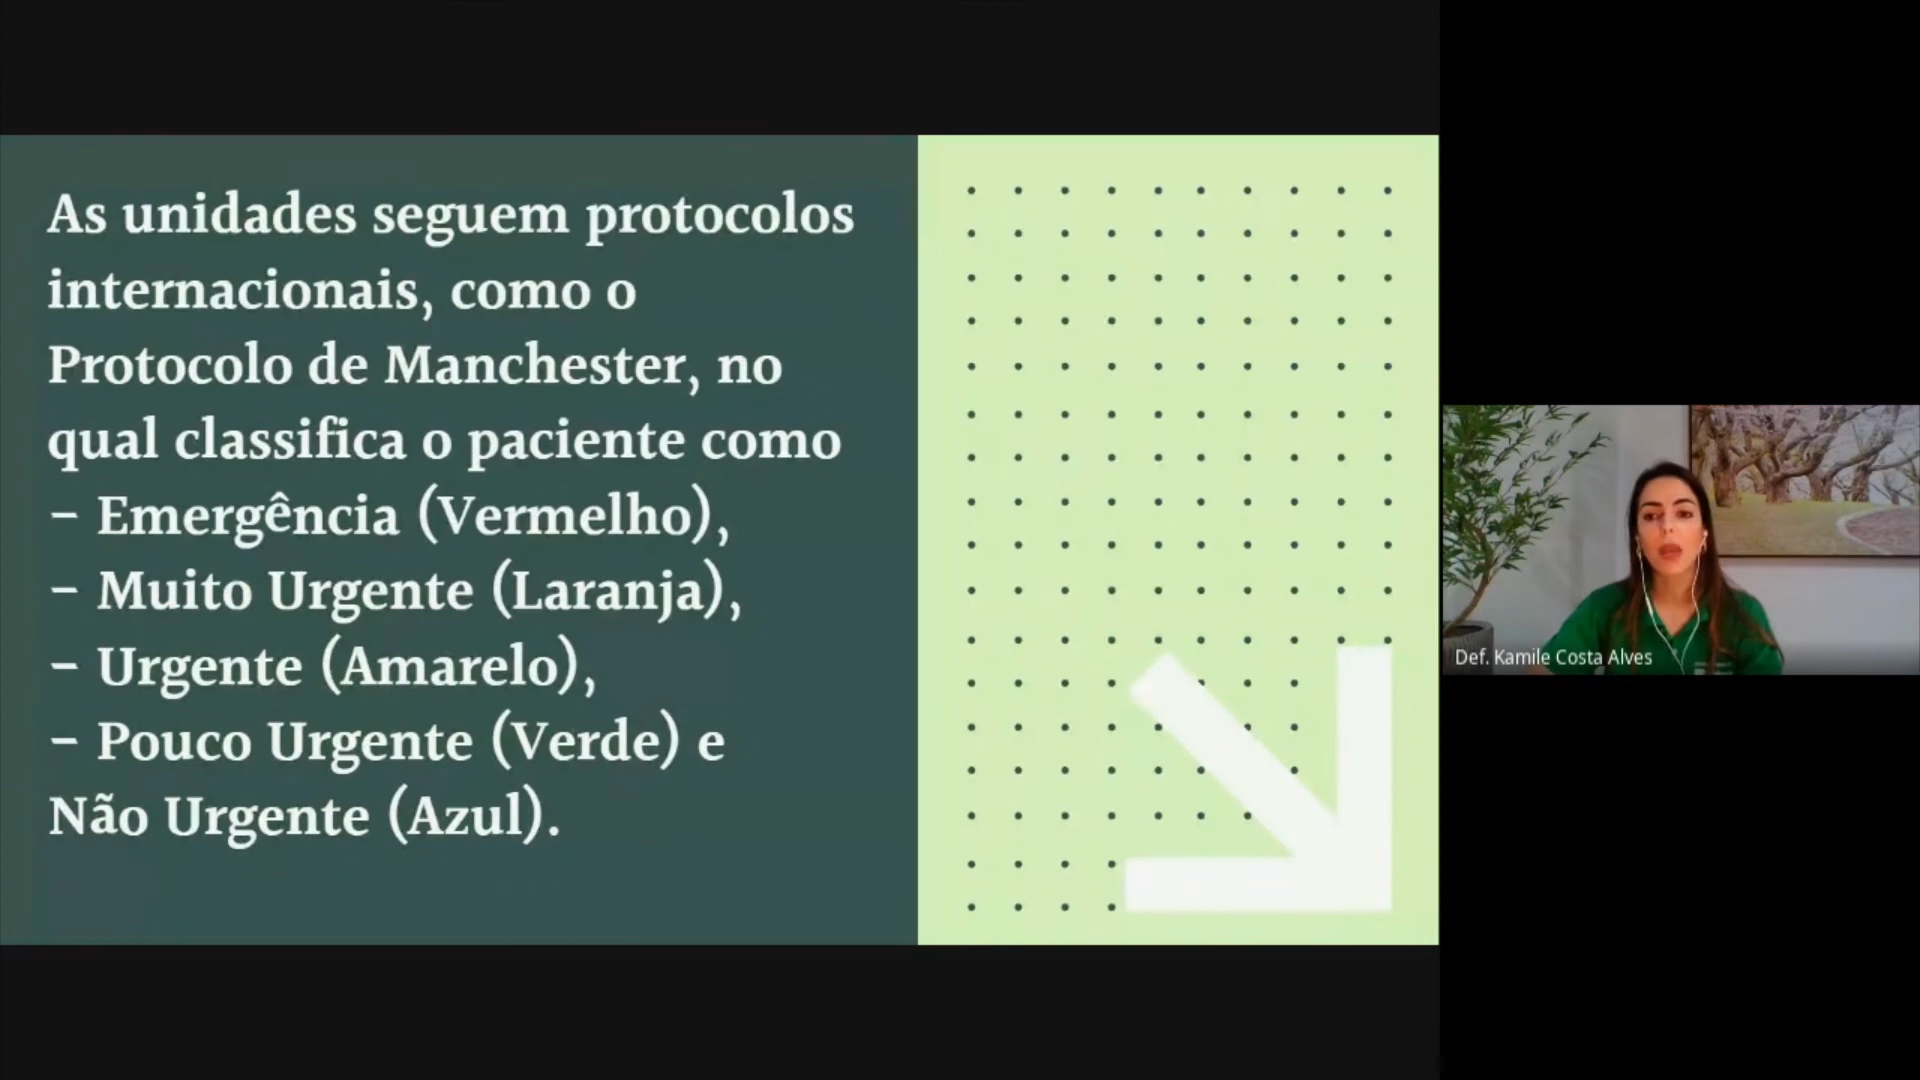 As unidades seguem protocolos
internacionais, como o
Protocolo de Manchester, no
qual classifica o paciente como
- Emergência (Vermelho),
- Muito Urgente (Laranja),
- Urgente (Amarelo),
- Pouco Urgente (Verde) e
Não Urgente (Azul).
Def. Kamile Costa Alves